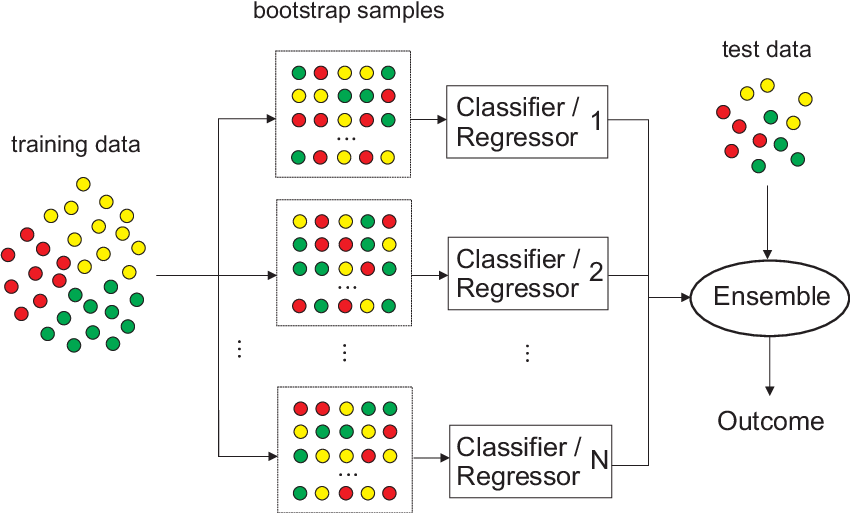 bootstrap samples
test data
training data
...
Classifier /
Regressor 1
...
Classifier /
Regressor 2
Ensemble
...
...
...
Outcome
...
Classifier /
Regressor N